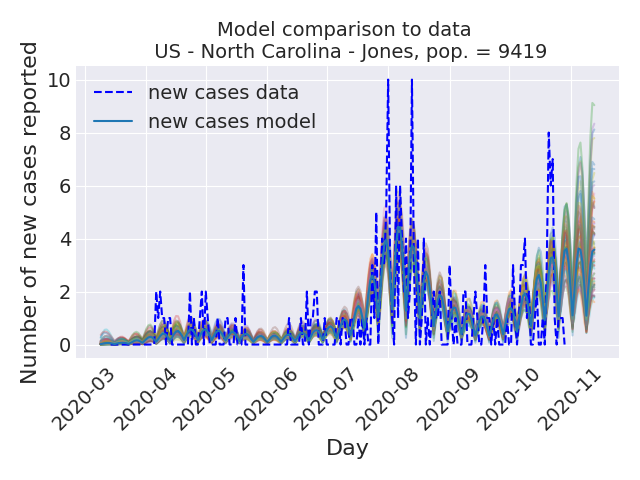 Model comparison to data
US - North Carolina - Jones, pop. = 9419
Number of new cases reported
10
8
6
4
2
0
new cases data
new cases model
2020-03
2020-04
2020-05
2020-06
2020-07
2020-08
2020-09
2020-10
2020-11
Day